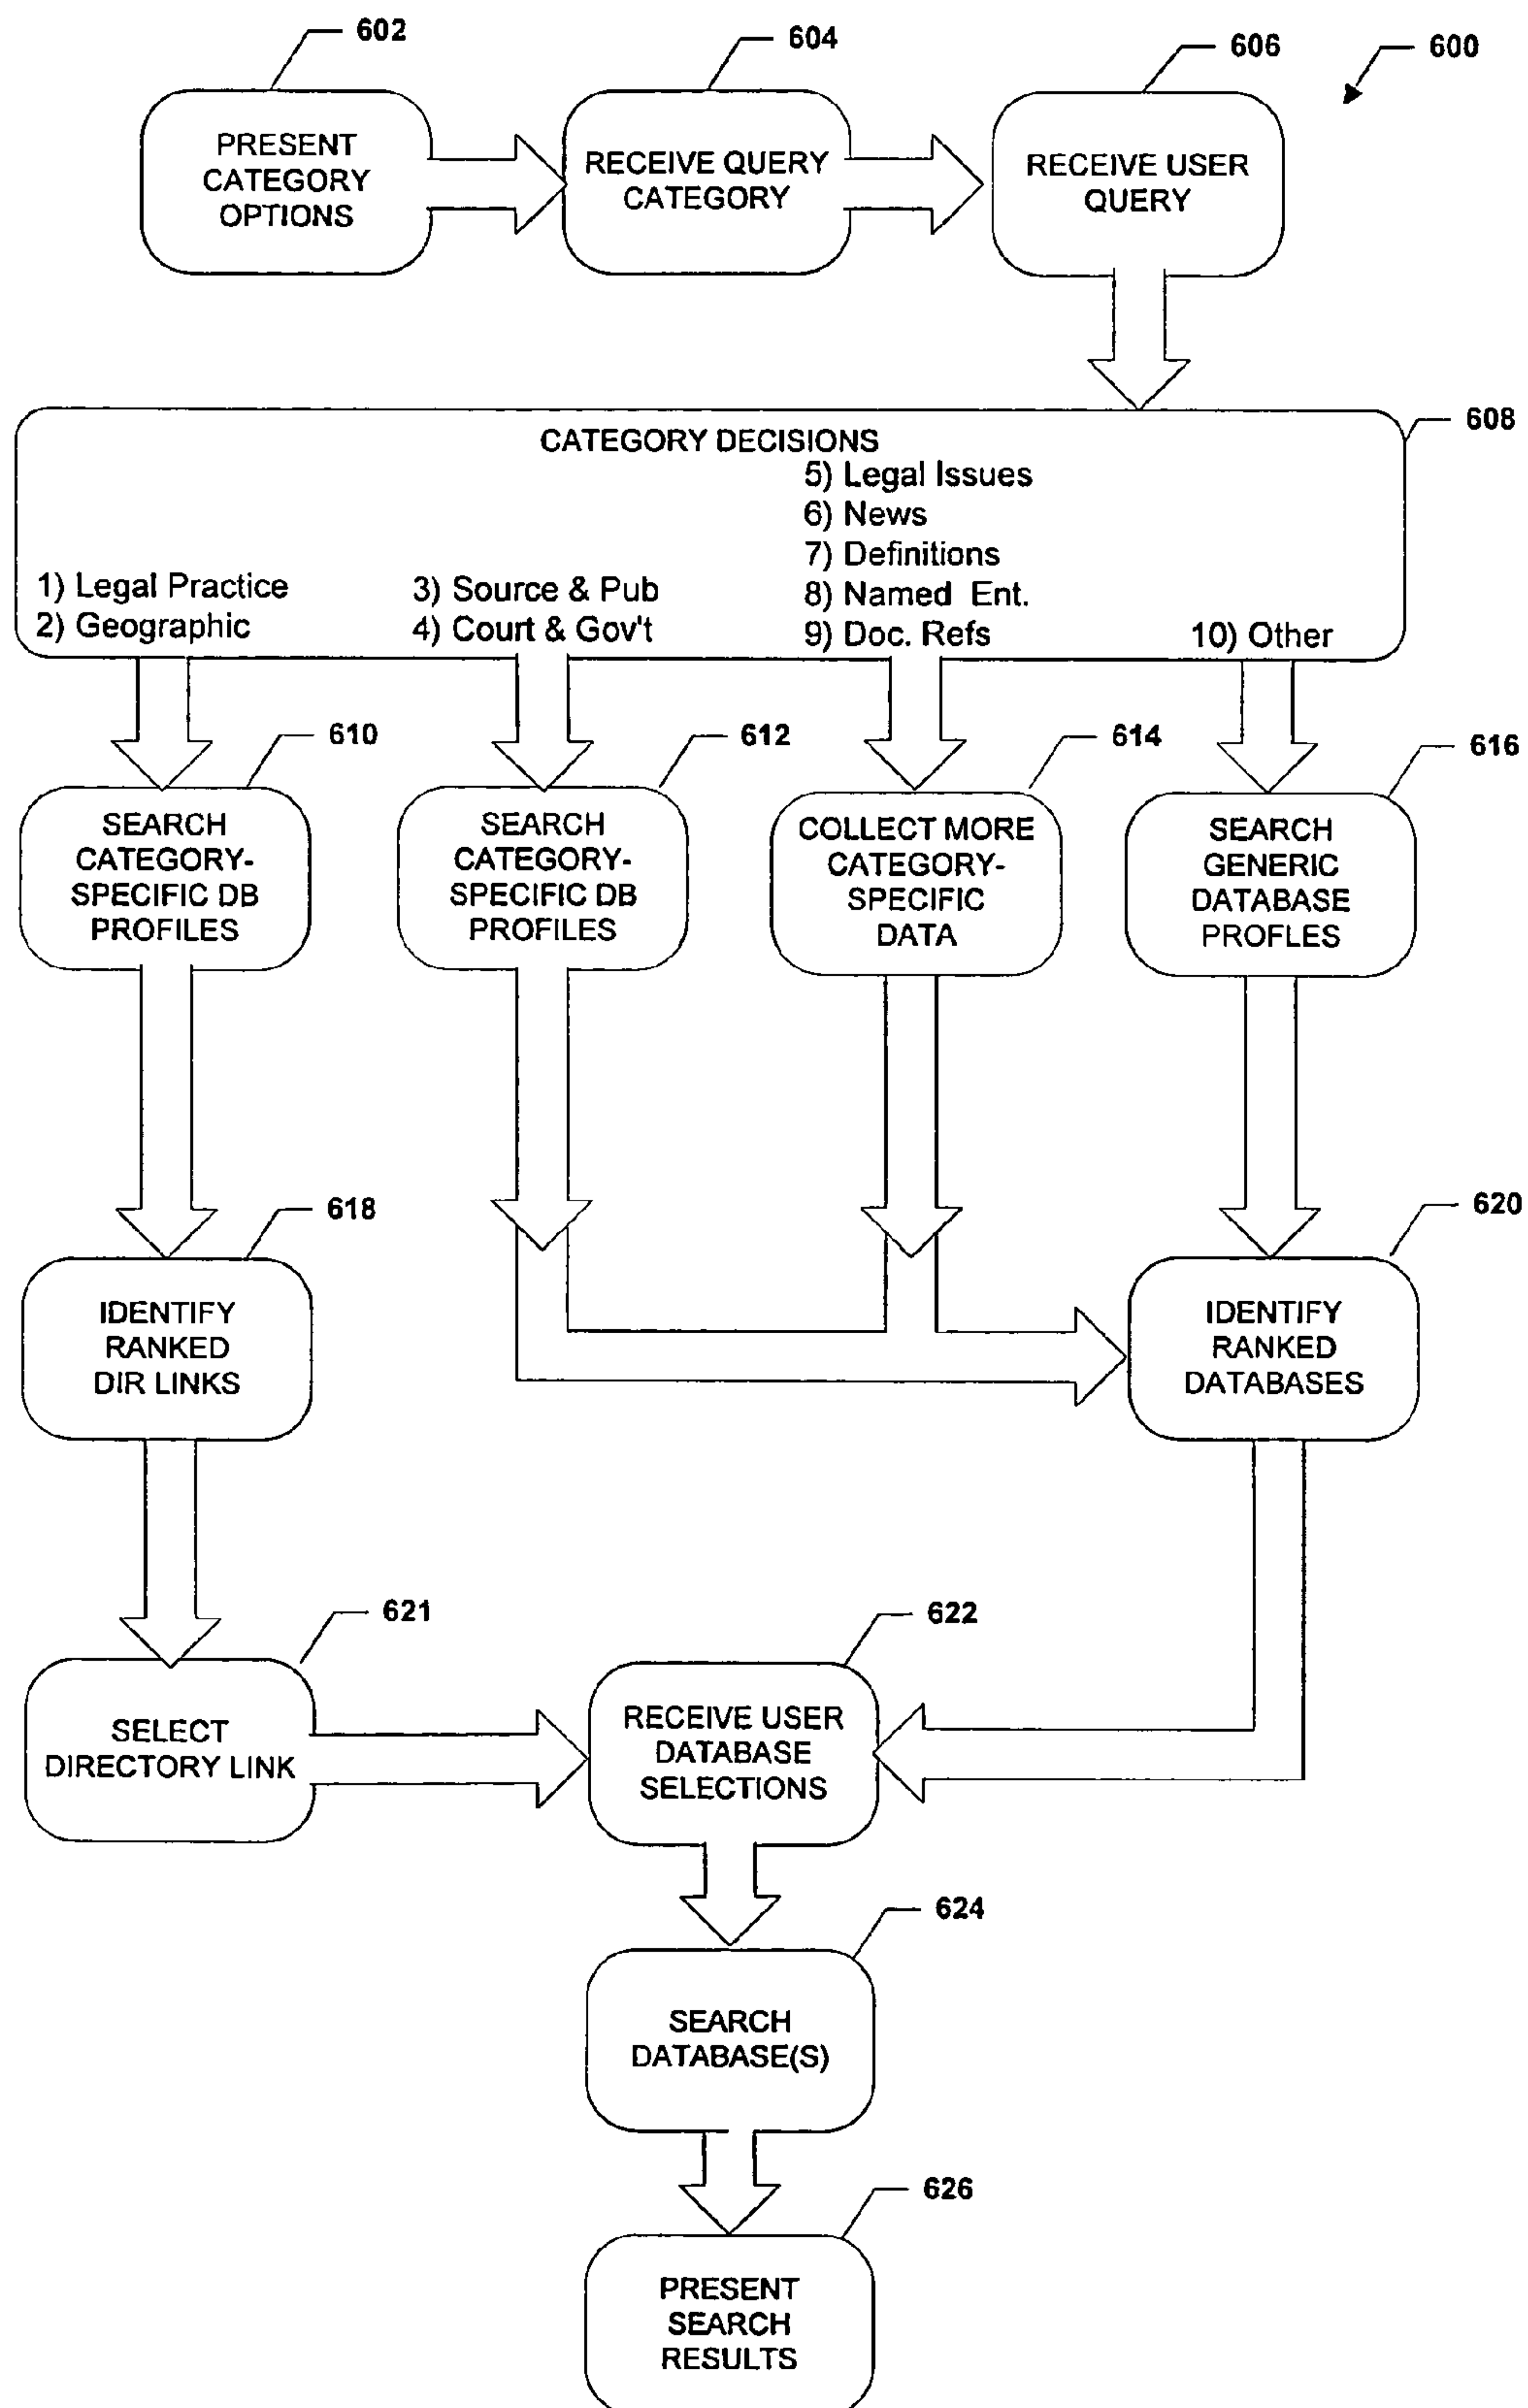 602
604
606
600
PRESENT
CATEGORY
OPTIONS
RECEIVE QUERY
CATEGORY
RECEIVE USER
QUERY
608
CATEGORY DECISIONS
1) Legal Practice
2) Geographic
3) Source & Pub
4) Court & Gov't
5) Legal Issues
6) News
7) Definitions
8) Named Ent.
9) Doc. Refs
10) Other
610
612
614
616
SEARCH
CATEGORY-
SPECIFIC DB
PROFILES
SEARCH
CATEGORY-
SPECIFIC DB
PROFILES
COLLECT MORE
CATEGORY-
SPECIFIC
DATA
SEARCH
GENERIC
DATABASE
PROFLES
618
620
IDENTIFY
RANKED
DIR LINKS
IDENTIFY
RANKED
DATABASES
621
622
SELECT
DIRECTORY LINK
RECEIVE USER
DATABASE
SELECTIONS
624
SEARCH
DATABASE(S)
626
PRESENT
SEARCH
RESULTS